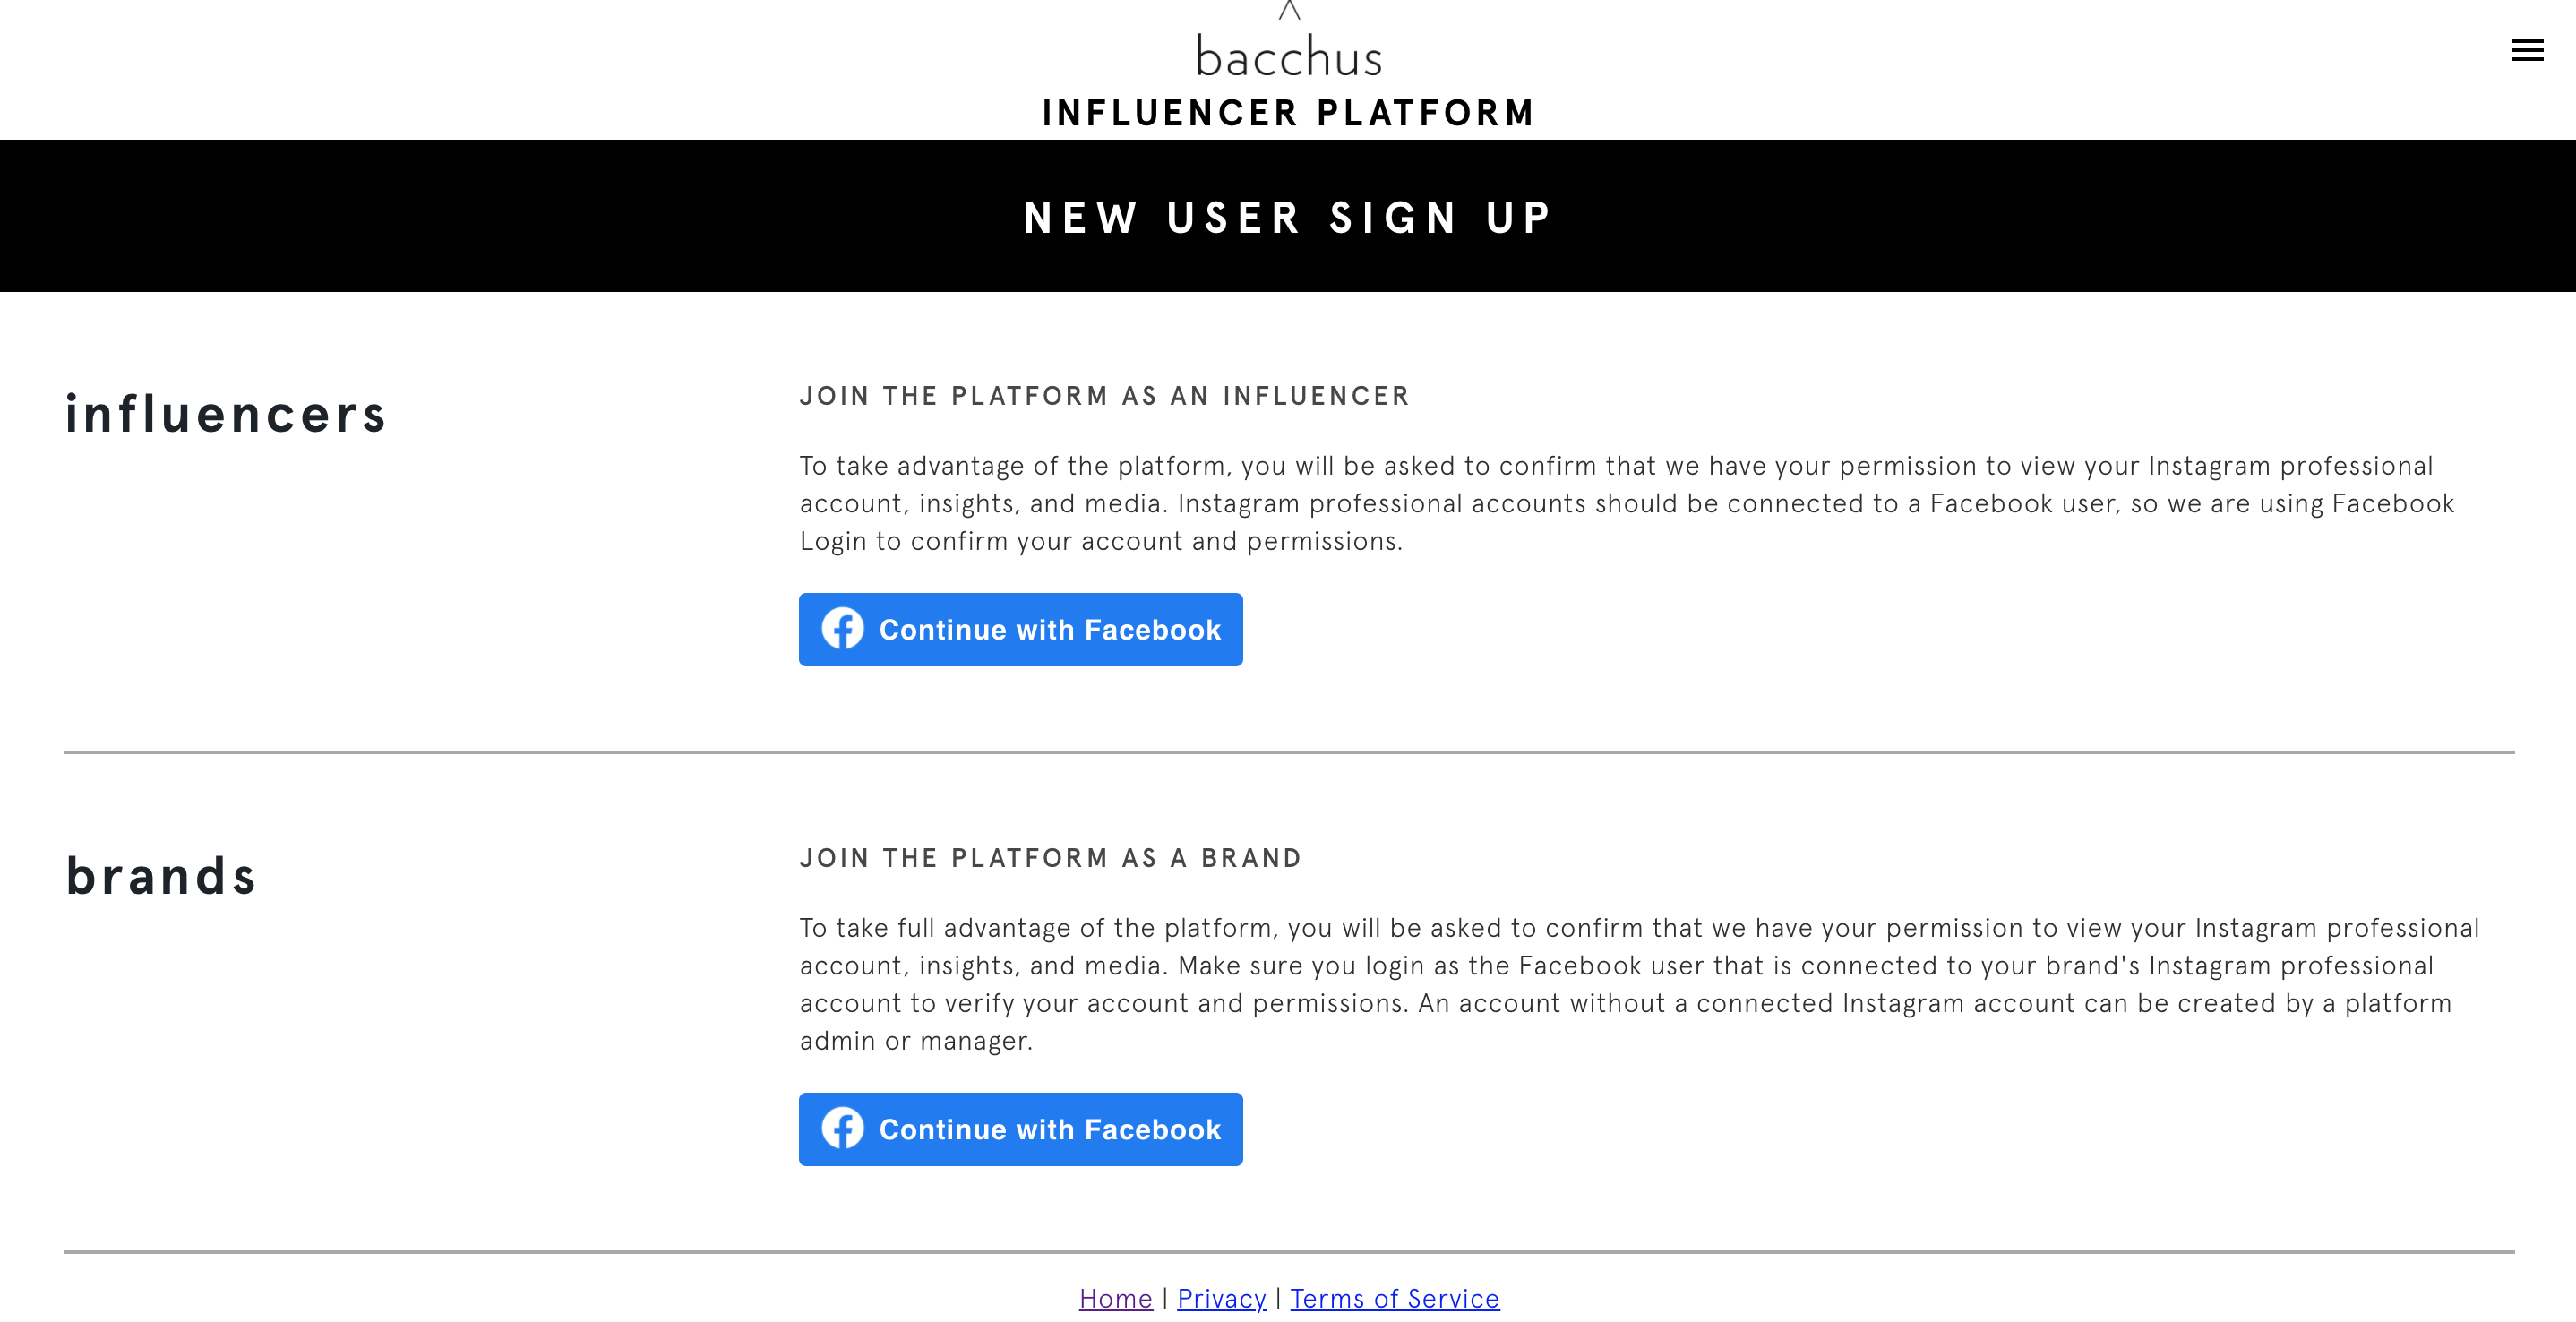 bacchus
INFLUENCER PLATFORM
NEW USER SIGN UP
influencers
JOIN THE PLATFORM AS AN INFLUENCER
To take advantage of the platform, you will be asked to confirm that we have your permission to view your Instagram professional
account, insights, and media. Instagram professional accounts should be connected to a Facebook user, so we are using Facebook
Login to confirm your account and permissions.
Continue with Facebook
brands
JOIN THE PLATFORM AS A BRAND
To take full advantage of the platform, you will be asked to confirm that we have your permission to view your Instagram professional
account, insights, and media. Make sure you login as the Facebook user that is connected to your brand's Instagram professional
account to verify your account and permissions. An account without a connected Instagram account can be created by a platform
admin or manager.
Continue with Facebook
Home | Privacy | Terms of Service